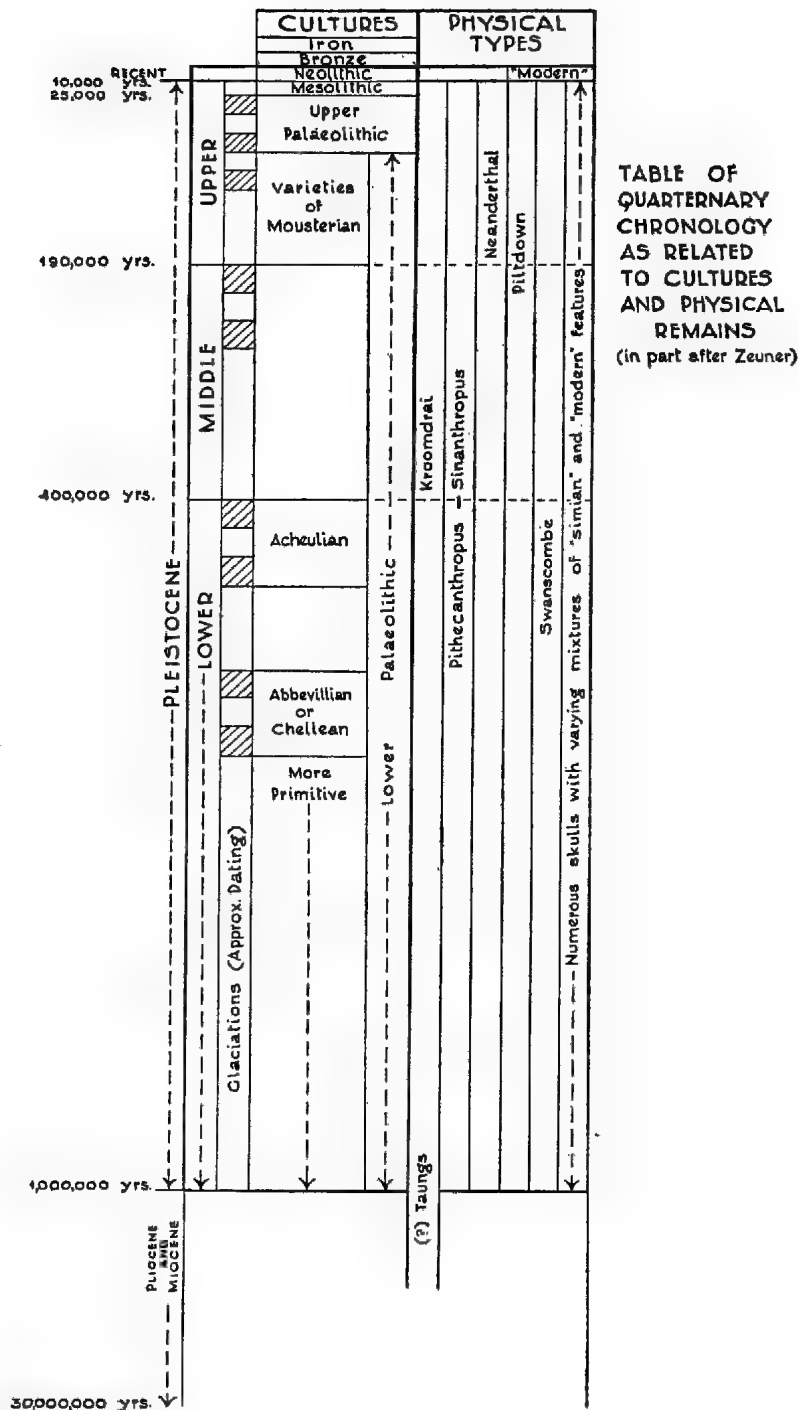 CULTURES
Iron
Bronze
Neolithic
Mesolithic
Upper
Palaeolithic
Varieties
of
Mousterian
Acheulian
Abbevillian
or
Chellean
More
Primitive
Lower Palaeolithic
PHYSICAL
TYPES
"Modern"
Kroomdrai
(?) Taungs
Pithecanthropus - Sinanthropus
Neanderthal
Piltdown
Swanscombe
Numerous skulls with varying mixtures of "simian" and "modern" features
RECENT
10,000 yrs.
25,000 yrs.
190,000 yrs.
400,000 yrs.
1,000,000 yrs.
30,000,000 yrs.
PLEISTOCENE
UPPER
MIDDLE
LOWER
Glaciations (Approx. Dating)
PLIOCENE
AND
MIOCENE
TABLE OF
QUARTERNARY
CHRONOLOGY
AS RELATED
TO CULTURES
AND PHYSICAL
REMAINS
(in part after Zeuner)